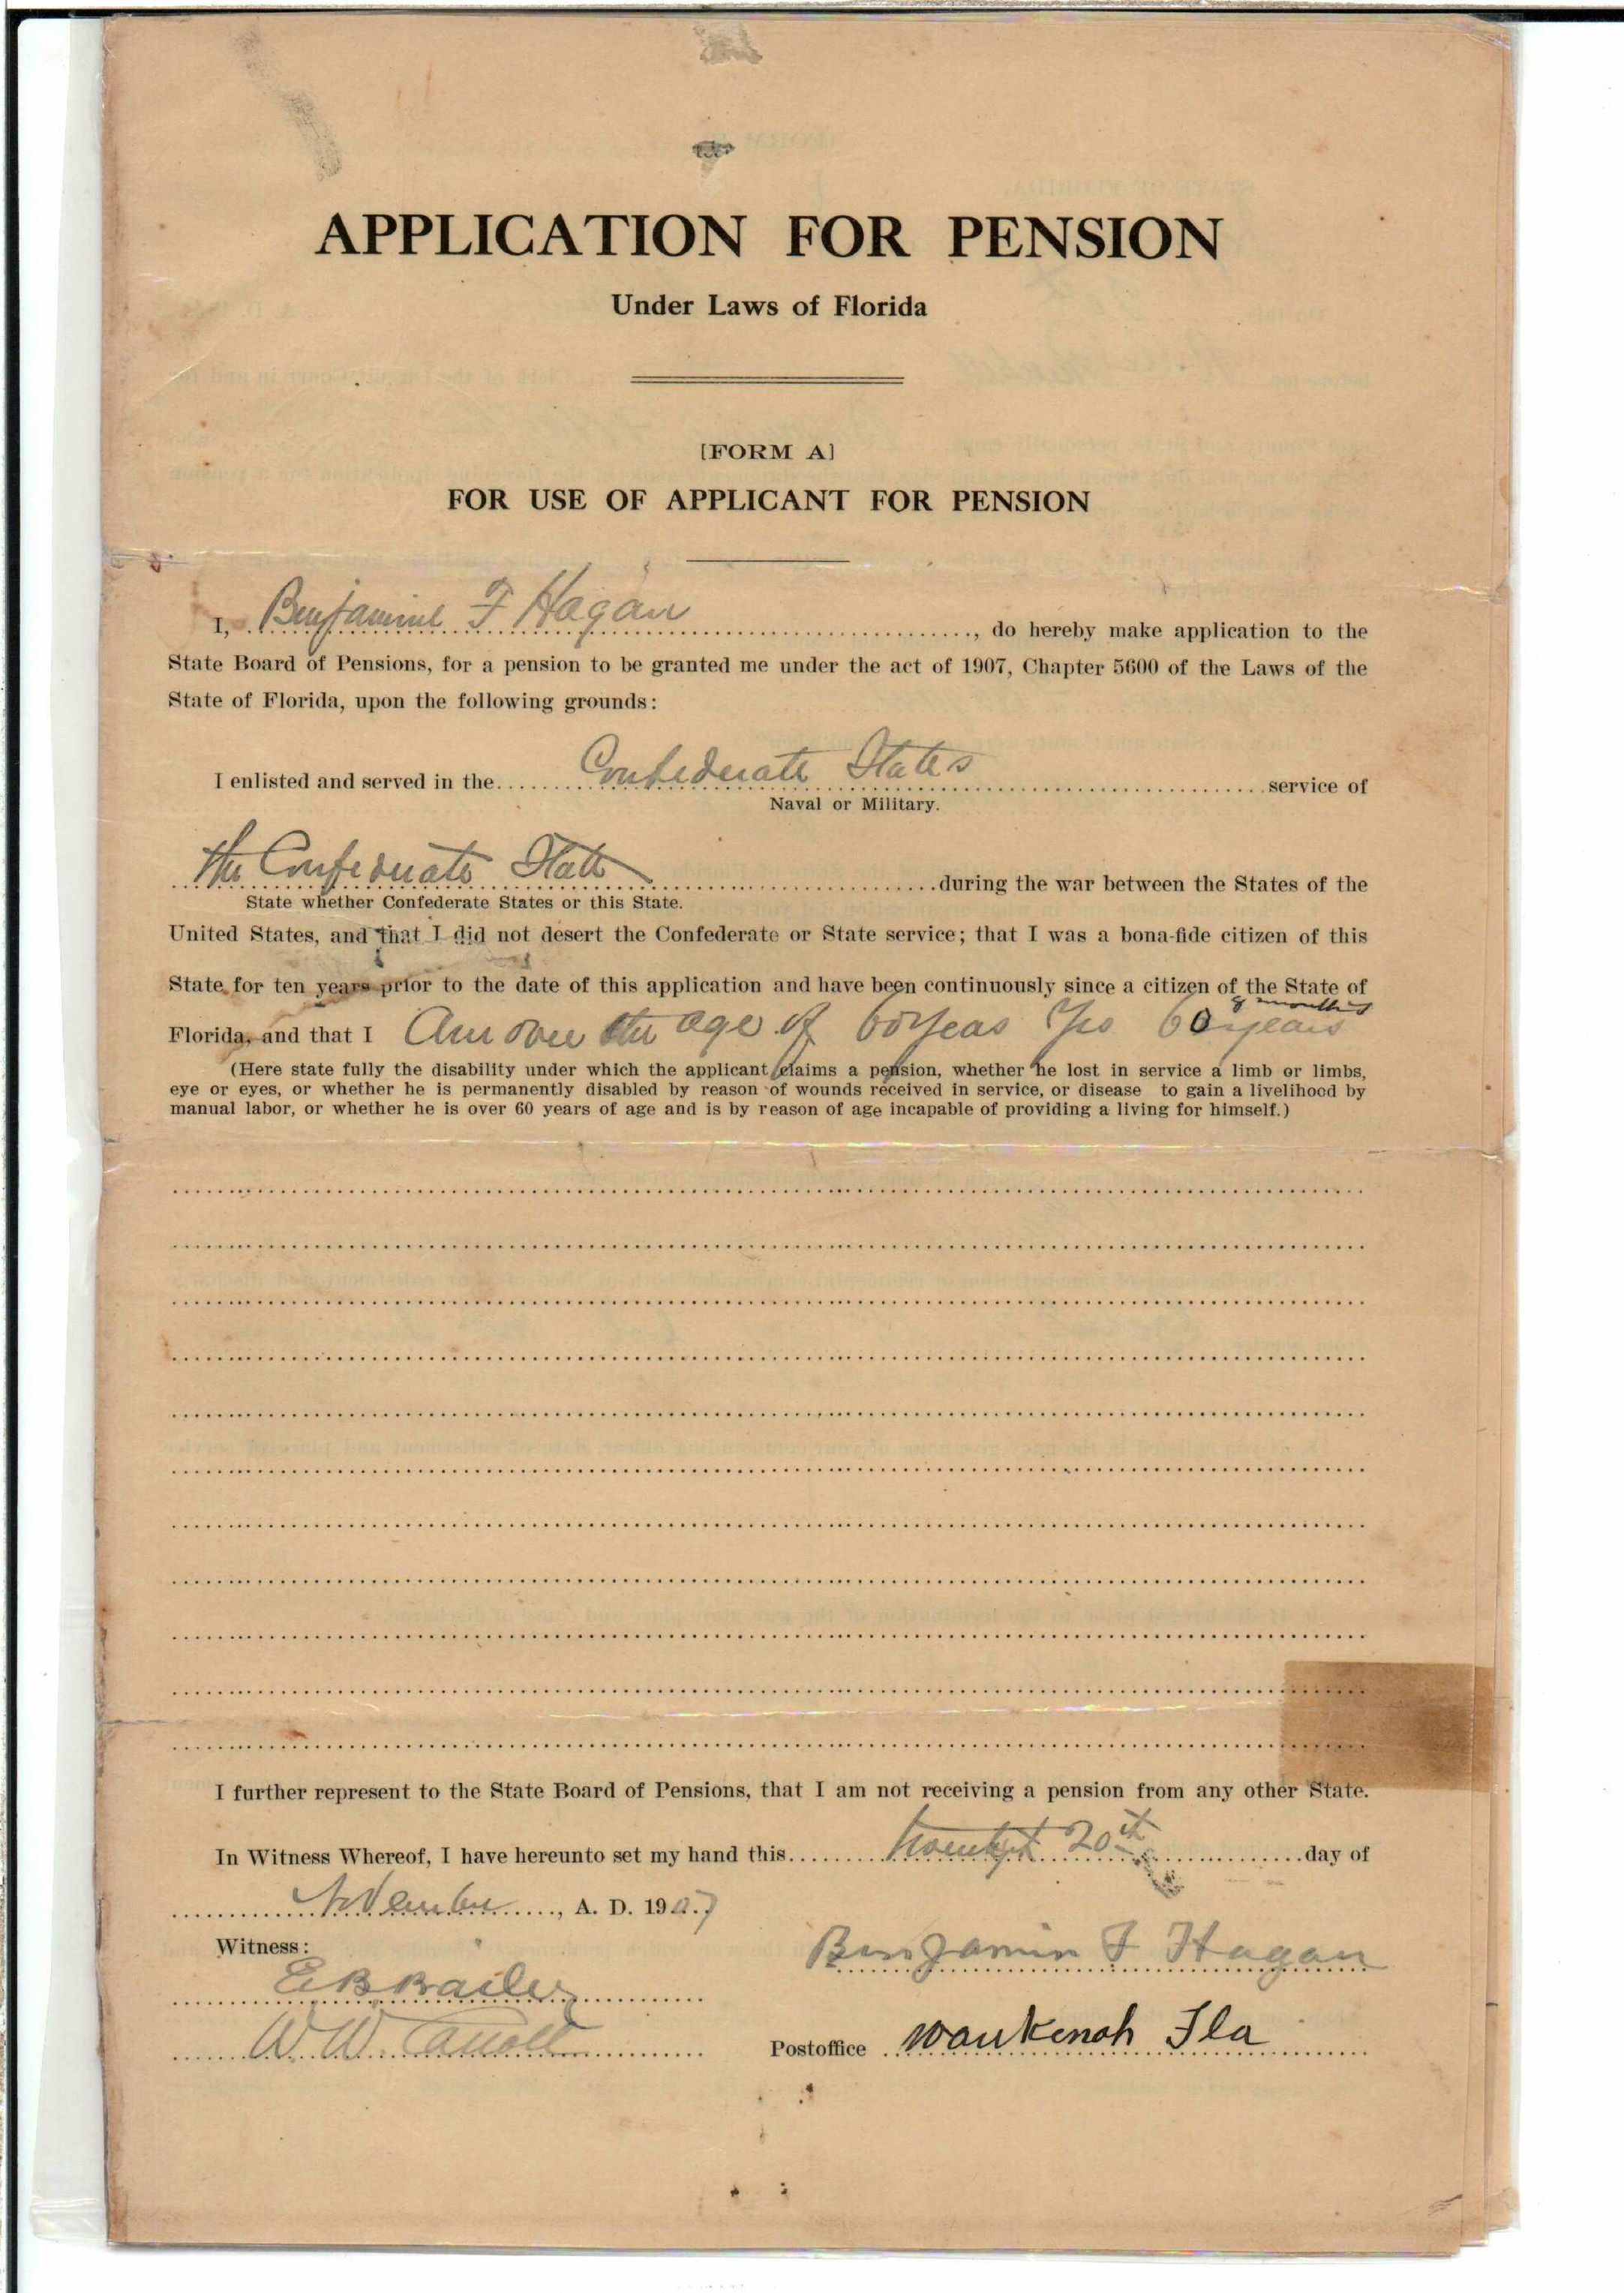 APPLICATION FOR PENSION
Under Laws of Florida
[FORM A]
FOR USE OF APPLICANT FOR PENSION
I, Benjamine F Hagan, do hereby make application to the
State Board of Pensions, for a pension to be granted me under the act of 1907, Chapter 5600 of the Laws of the
State of Florida, upon the following grounds:
I enlisted and served in the Confederate States service of
Naval or Military.
the Confederate State during the war between the States of the
State whether Confederate States or this State.
United States, and that I did not desert the Confederate or State service; that I was a bona-fide citizen of this
State for ten years prior to the date of this application and have been continuously since a citizen of the State of
8 months
Florida, and that I Am over the age of 60 Yeas 60 years
(Here state fully the disability under which the applicant claims a pension, whether he lost in service a limb or limbs,
eye or eyes, or whether he is permanently disabled by reason of wounds received in service, or disease to gain a livelihood by
manual labor, or whether he is over 60 years of age and is by reason of age incapable of providing a living for himself.)
I further represent to the State Board of Pensions, that I am not receiving a pension from any other State.
In Witness Whereof, I have hereunto set my hand this 20th day of
November, A. D. 1907
Witness:
Benjamin F Hagan
E B Bailey
W. W. Carroll
Postoffice Waukenah Fla